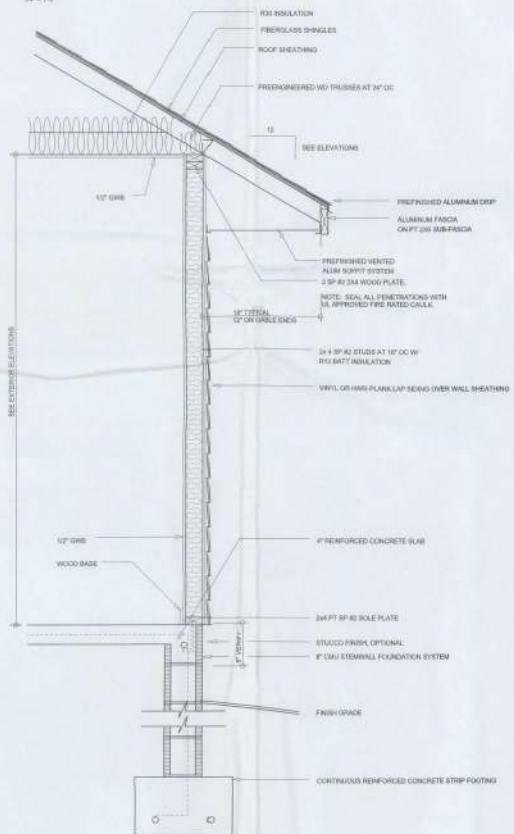 R30 INSULATION
FIBERGLASS SHINGLES
ROOF SHEATHING
PREENGINEERED WD TRUSSES AT 24" OC
12
SEE ELEVATIONS
1/2" GWB
PREFINISHED ALUMINUM DRIP
ALUMINUM FASCIA
ON PT 2X6 SUB-FASCIA
PREFINISHED VENTED
ALUM SOFFIT SYSTEM
2 SP #2 2X4 WOOD PLATE.
NOTE: SEAL ALL PENETRATIONS WITH
UL APPROVED FIRE RATED CAULK
TYPICAL
12" ON GABLE ENDS
2x 4 SP #2 STUDS AT 16" OC W/
BATT INSULATION
VINYL OR HARI-PLANK LAP SIDING OVER WALL SHEATHING
SEE EXTERIOR ELEVATIONS
1/2" GWB
4" REINFORCED CONCRETE SLAB
WOOD BASE
2x4 PT SP #2 SOLE PLATE
STUCCO FINISH, OPTIONAL
8" VERIFY
8" CMU STEMWALL FOUNDATION SYSTEM
FINISH GRADE
CONTINUOUS REINFORCED CONCRETE STRIP FOOTING